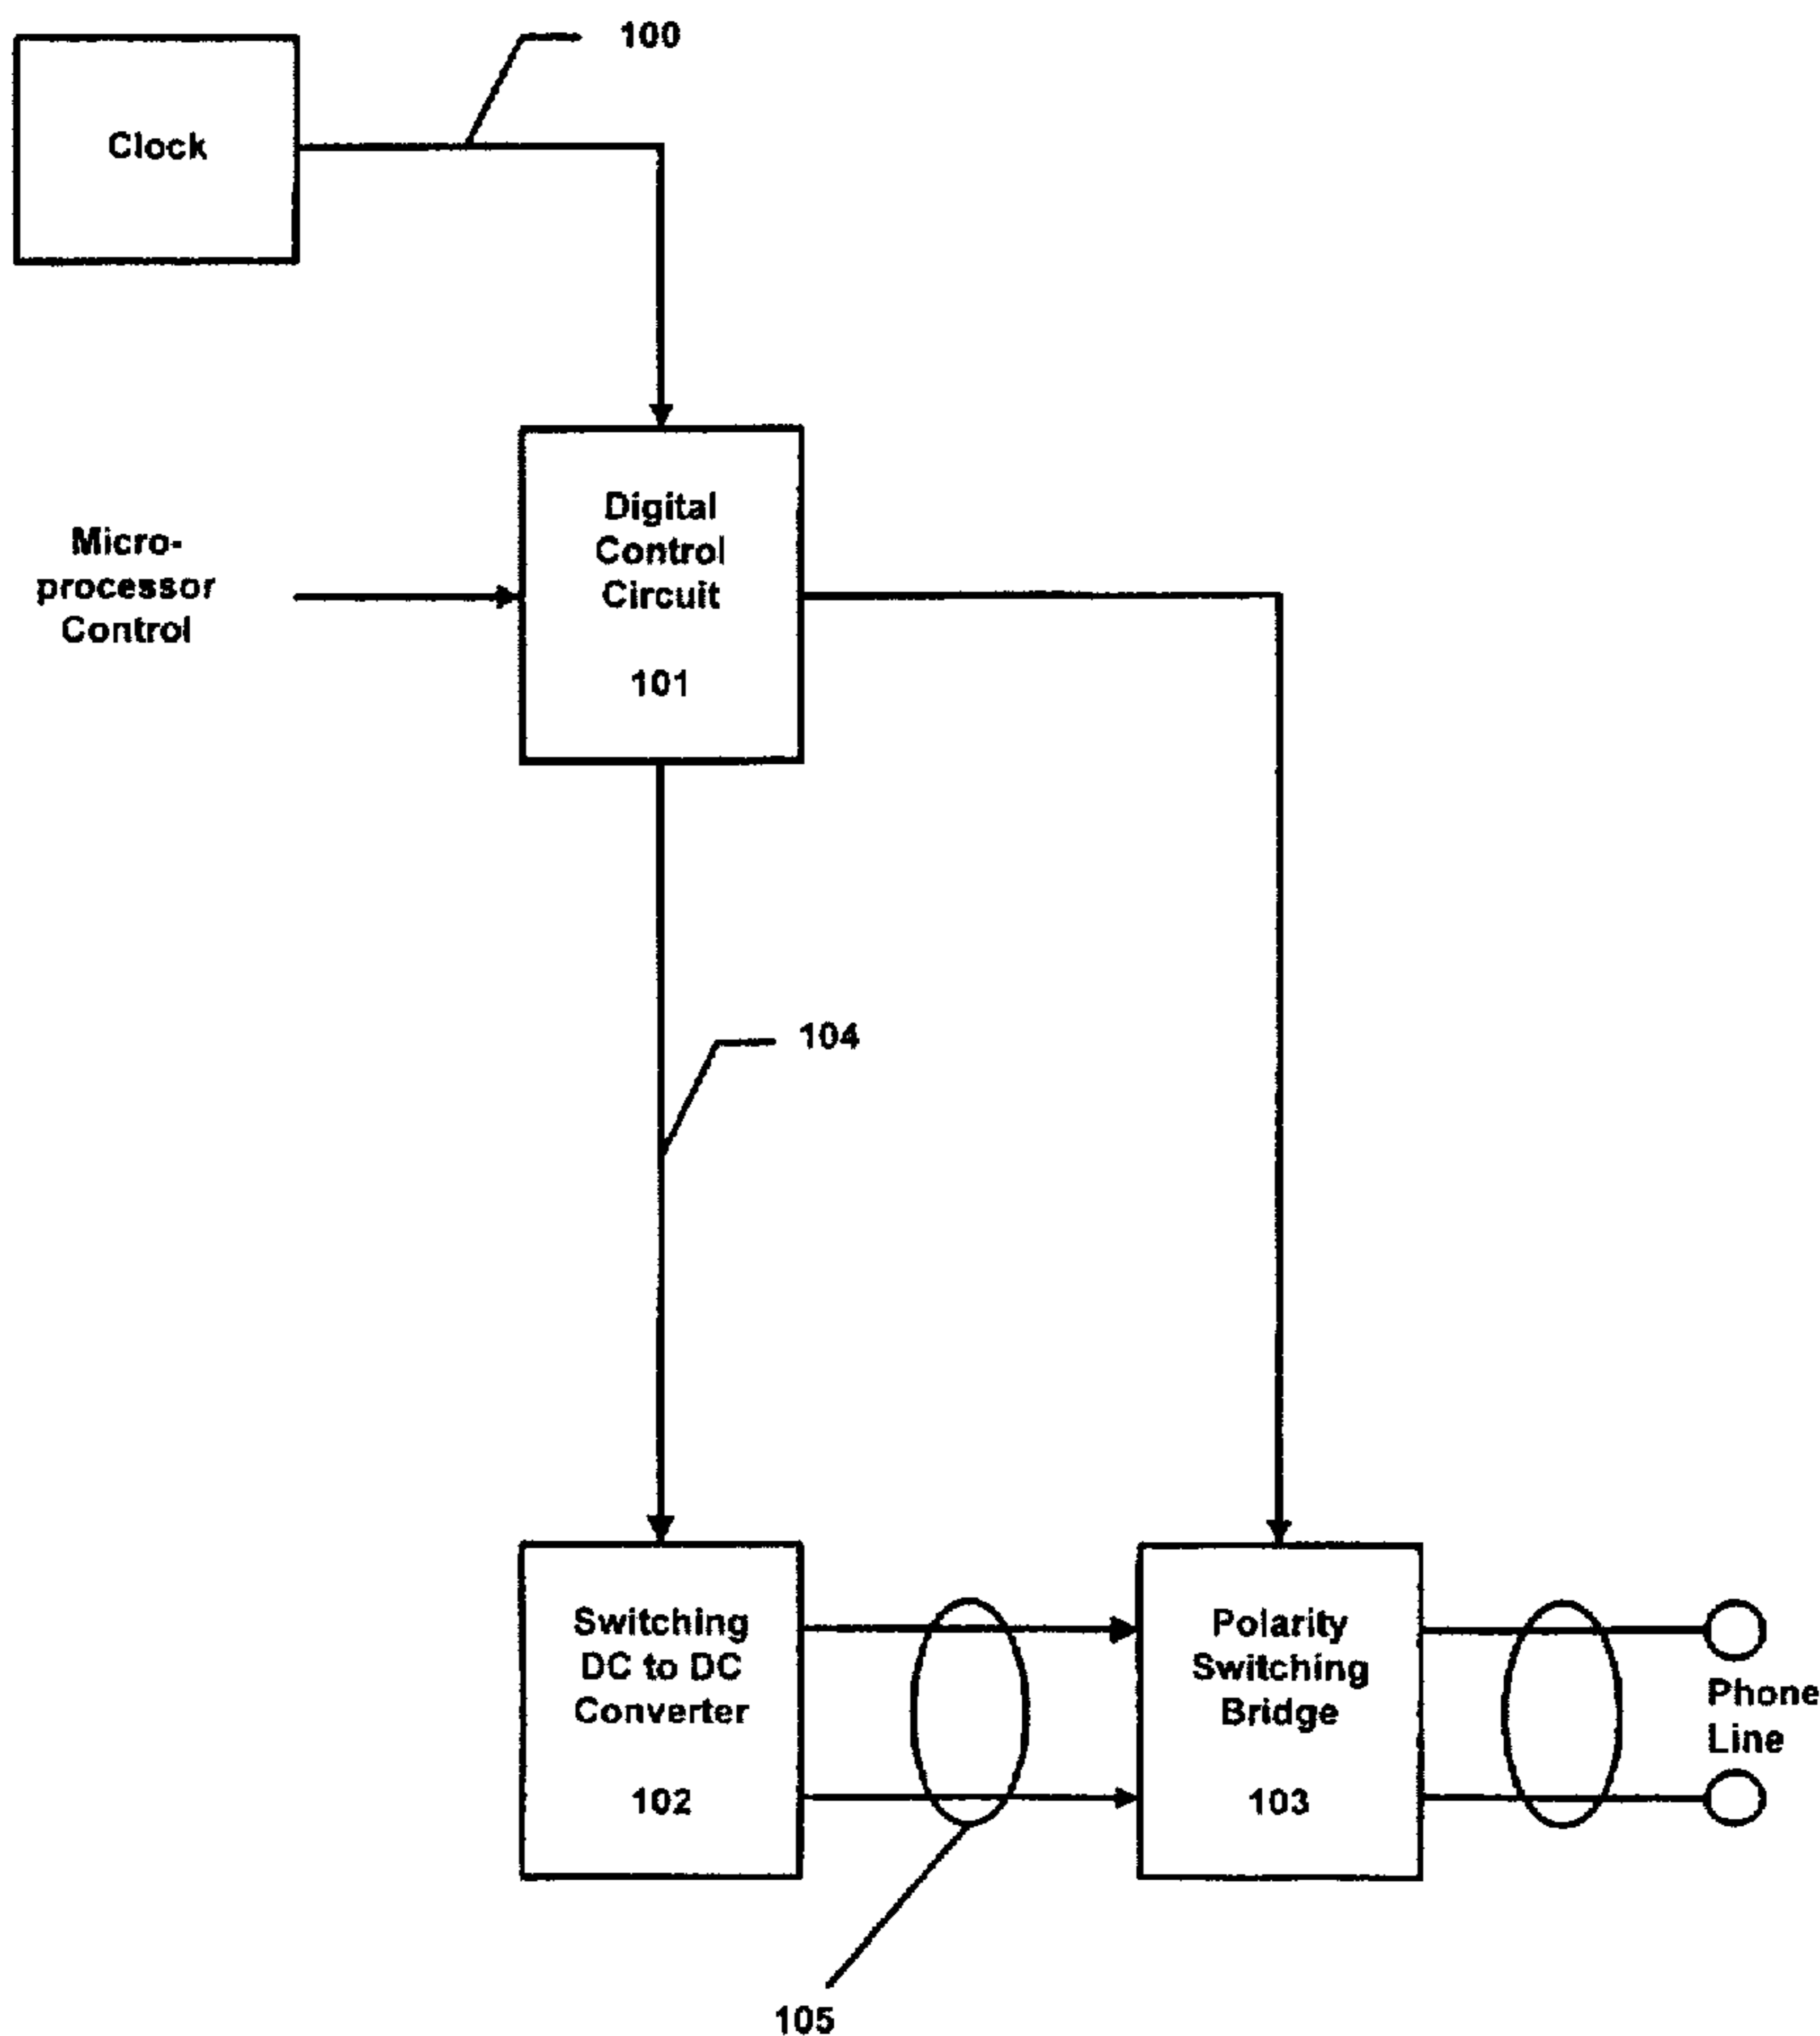 100
Clock
Digital
Control
Circuit
101
Micro-
processor
Control
104
Switching
DC to DC
Converter
102
Polarity
Switching
Bridge
103
Phone
Line
105